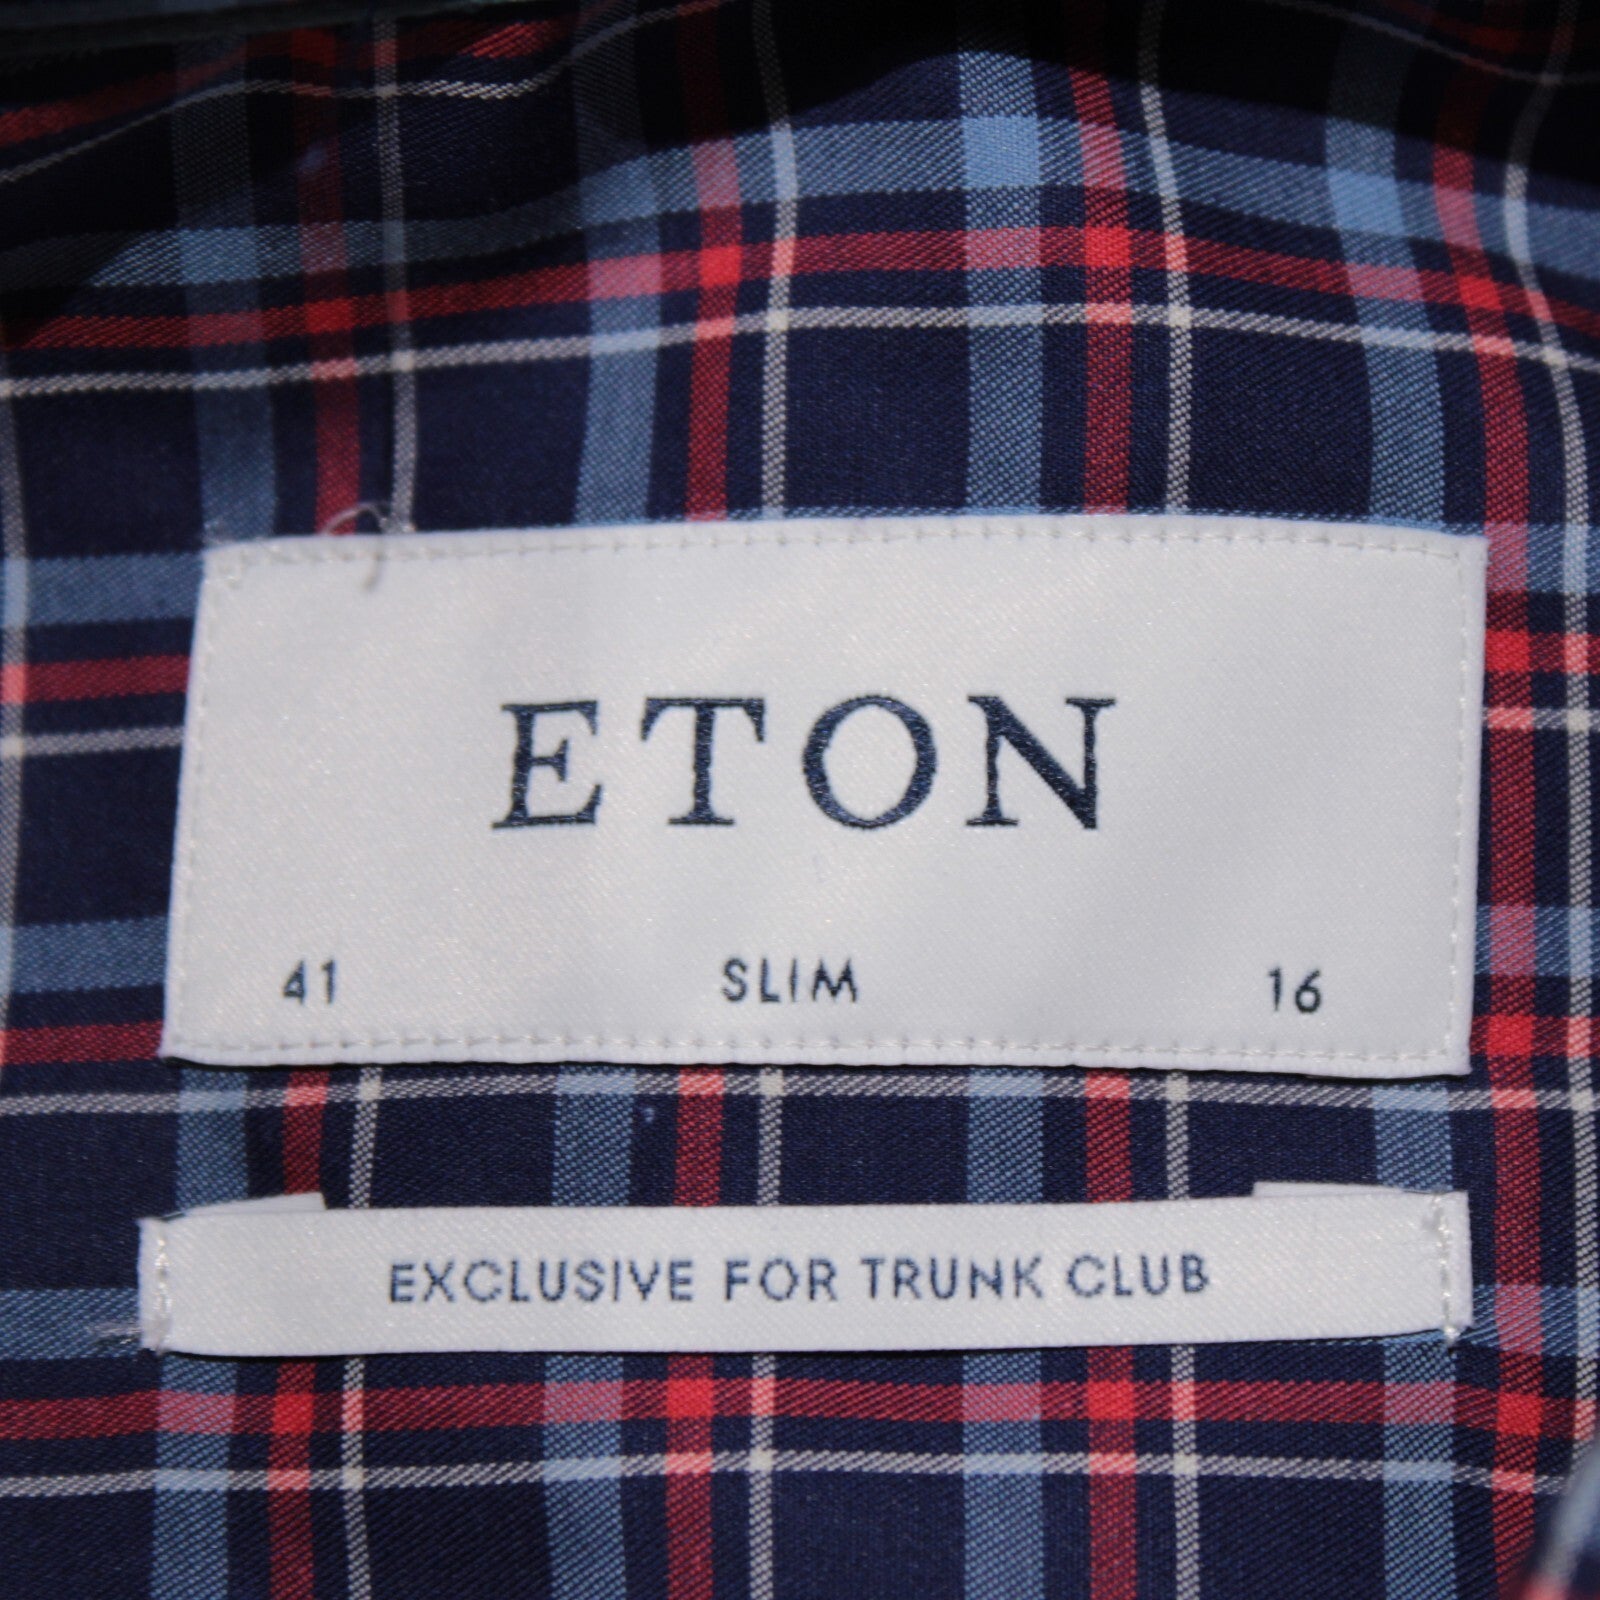 ETON
41 SLIM 16
EXCLUSIVE FOR TRUNK CLUB